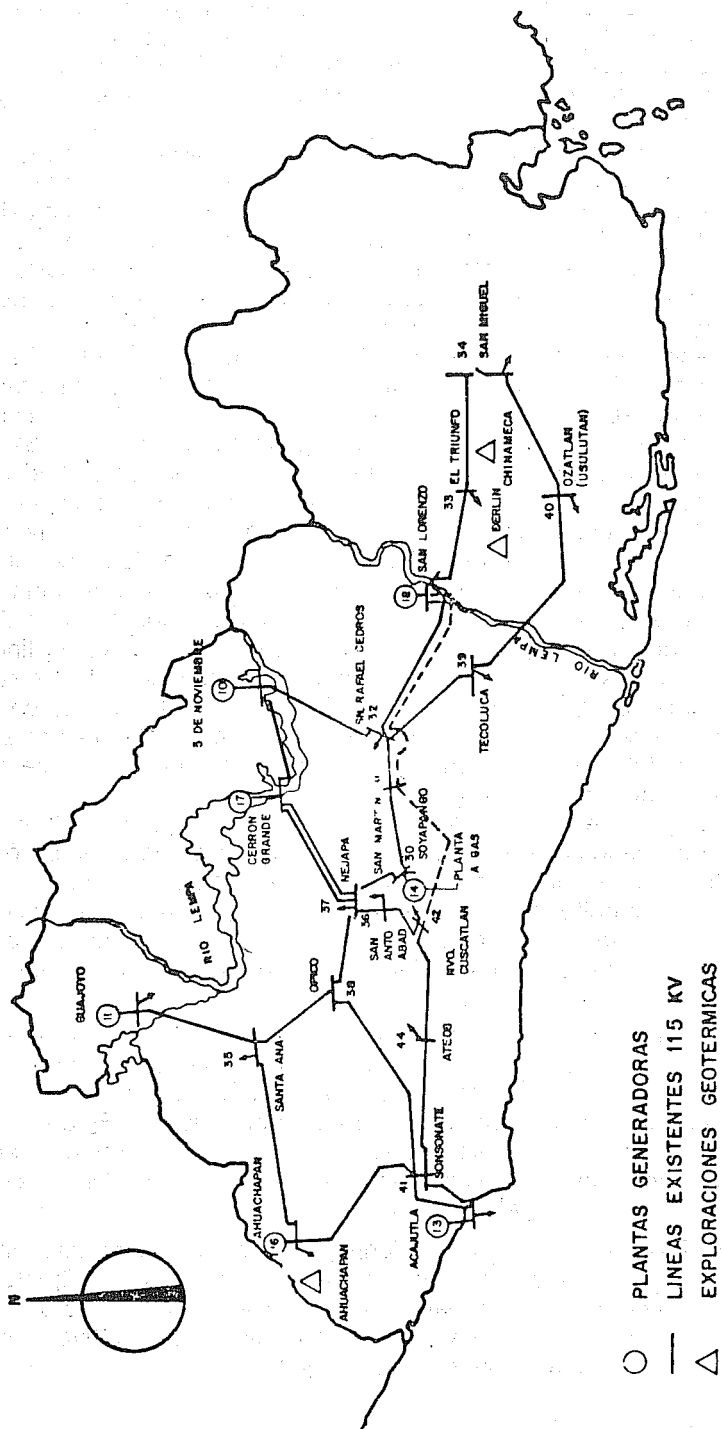 N
11
GUAJOYO
RIO LEMPA
5 DE NOVIEMBRE
10
17
CERRON
GRANDE
35
SANTA ANA
AHUACHAPAN
16
AHUACHAPAN
OPICO
38
NEJAPA
37
36
SAN
ANTO
ABAD
SAN MARTIN
30
SOYAPANGO
14
PLANTA
A GAS
42
NVO.
CUSCATLAN
SN. RAFAEL CEDROS
32
18
SAN LORENZO
33
EL TRIUNFO
34
SAN MIGUEL
BERLIN
CHINAMECA
40
OZATLAN
(USULUTAN)
39
TECOLUCA
RIO LEMPA
44
ATEOS
41
SONSONATE
ACAJUTLA
13
PLANTAS GENERADORAS
LINEAS EXISTENTES 115 KV
EXPLORACIONES GEOTERMICAS